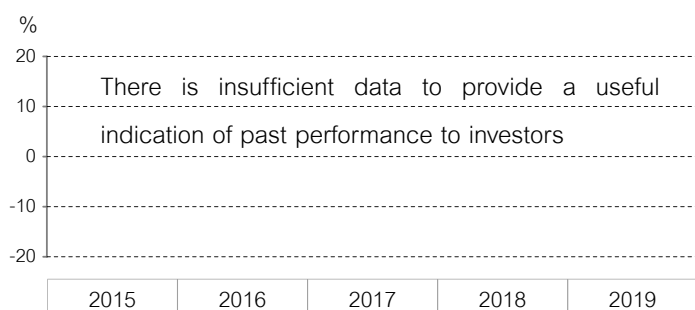 %
20
There is insufficient data to provide a useful
10
indication of past performance to investors
0
-10
-20
2015 2016 2017 2018 2019